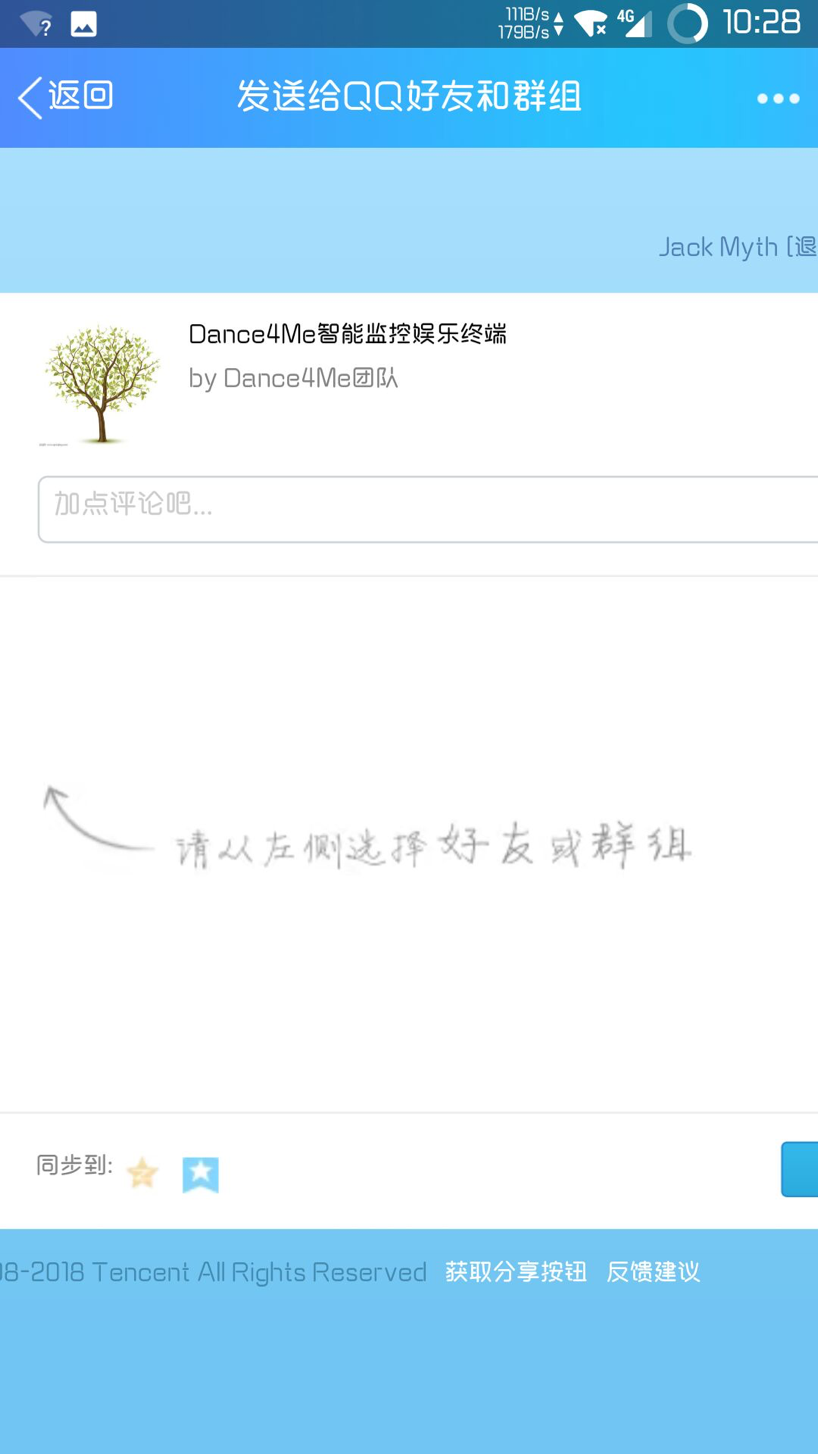 111B/s
179B/s
4G
10:28
返回
发送给QQ好友和群组
Jack Myth [退
Dance4Me智能监控娱乐终端
by Dance4Me团队
加点评论吧...
请从左侧选择好友或群组
同步到:
08-2018 Tencent All Rights Reserved 获取分享按钮 反馈建议